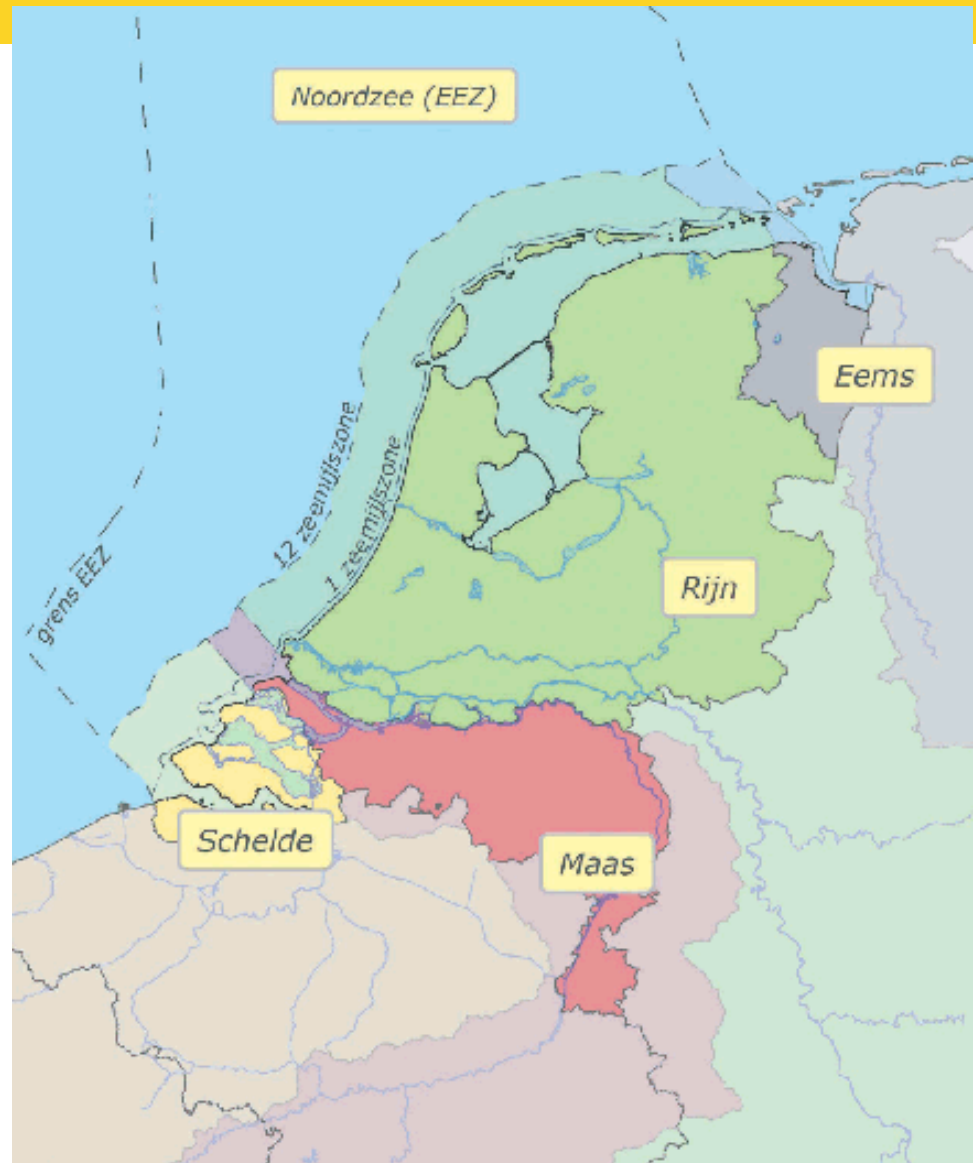 Noordzee (EEZ)
Eems
12 zeemijlszone
1 zeemijlszone
grens EEZ
Rijn
Schelde
Maas